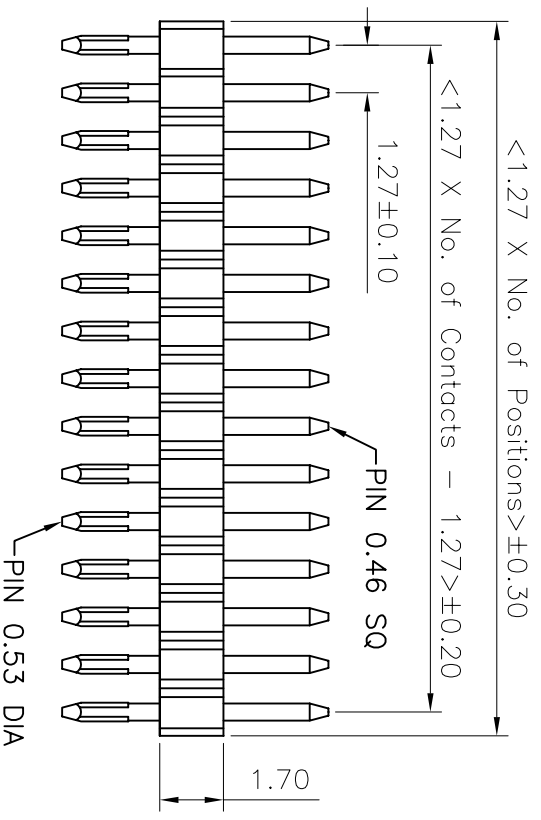 <1.27 X No. of Positions>±0.30
<1.27 X No. of Contacts - 1.27>±0.20
1.27±0.10
PIN 0.46 SQ
PIN 0.53 DIA
1.70